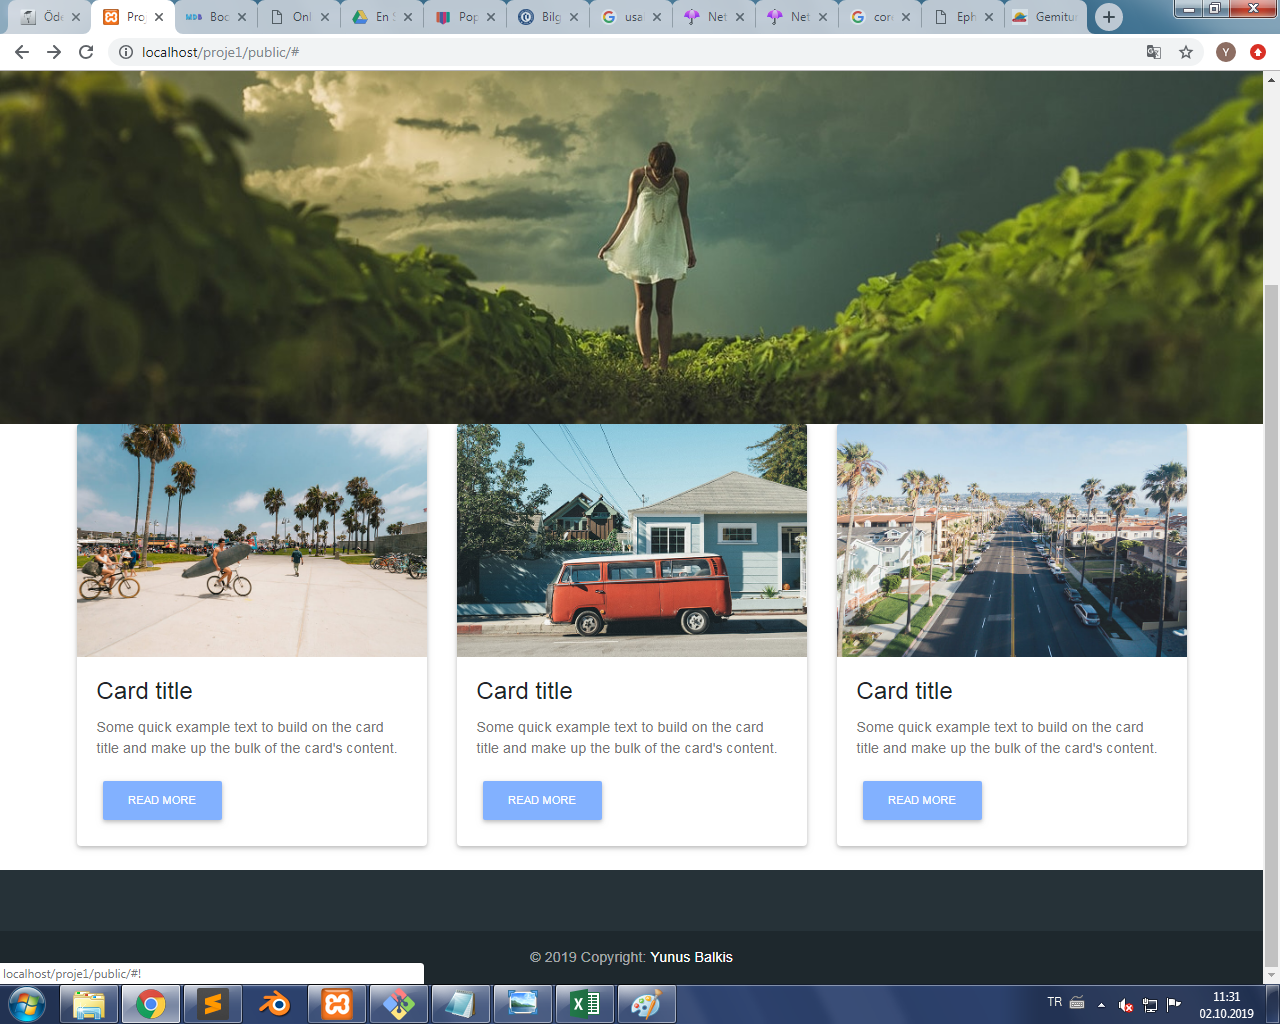 Öde
Proj
MDB
Boo
Onl
En S
Pop
Bilg
usa
Net
Net
core
Eph
Gemitur
localhost/proje1/public/#
Y
Card title
Some quick example text to build on the card
title and make up the bulk of the card's content.
READ MORE
Card title
Some quick example text to build on the card
title and make up the bulk of the card's content.
READ MORE
Card title
Some quick example text to build on the card
title and make up the bulk of the card's content.
READ MORE
© 2019 Copyright: Yunus Balkis
localhost/proje1/public/#!
TR
11:31
02.10.2019